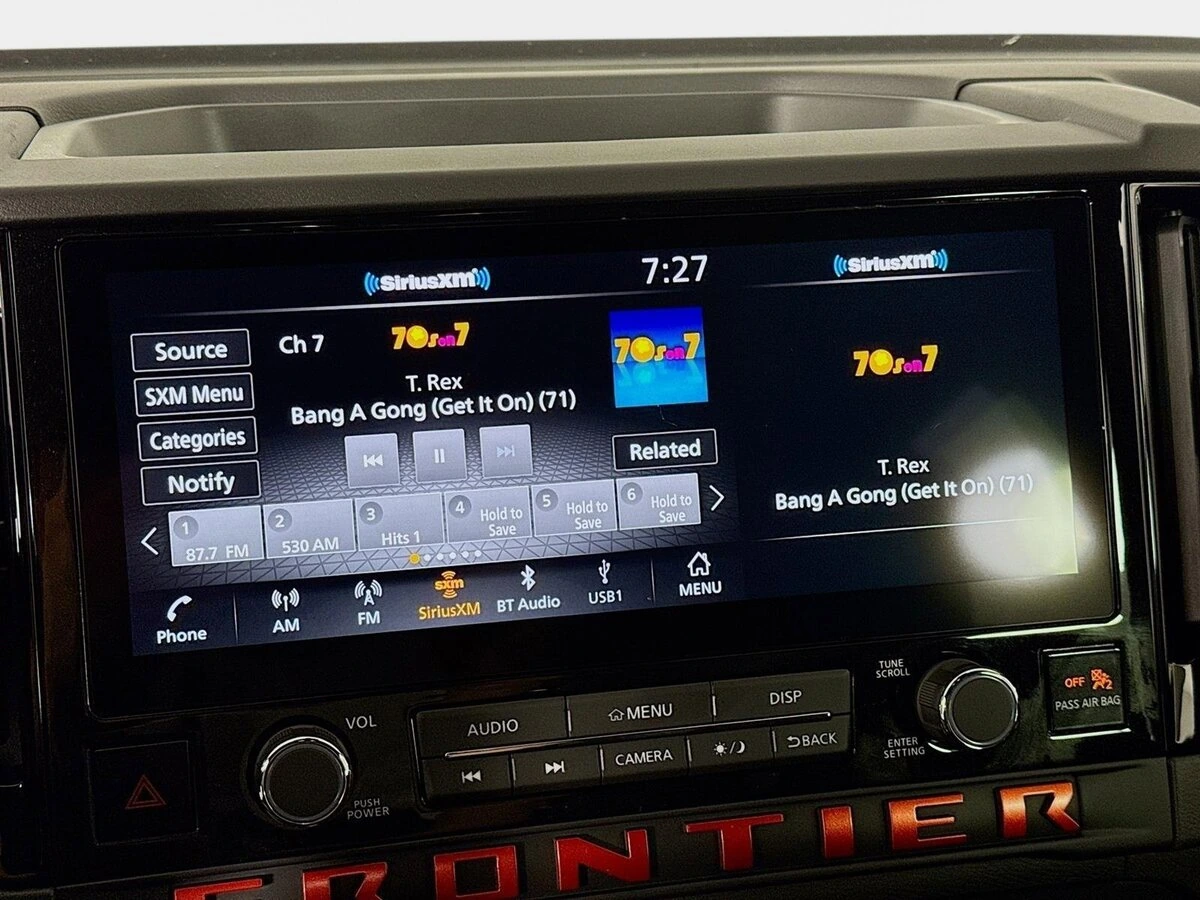 SiriusXM
7:27
SiriusXM
Source
Ch 7
70s on 7
70s on 7
70s on 7
SXM Menu
T. Rex
Bang A Gong (Get It On) (71)
Categories
Notify
Related
T. Rex
Bang A Gong (Get It On) (71)
1
87.7 FM
2
530 AM
3
Hits 1
4
Hold to
Save
5
Hold to
Save
6
Hold to
Save
Phone
AM
FM
sxm
SiriusXM
BT Audio
USB1
MENU
VOL
PUSH
POWER
AUDIO
MENU
DISP
CAMERA
BACK
TUNE
SCROLL
ENTER
SETTING
OFF 2
PASS AIR BAG
FRONTIER